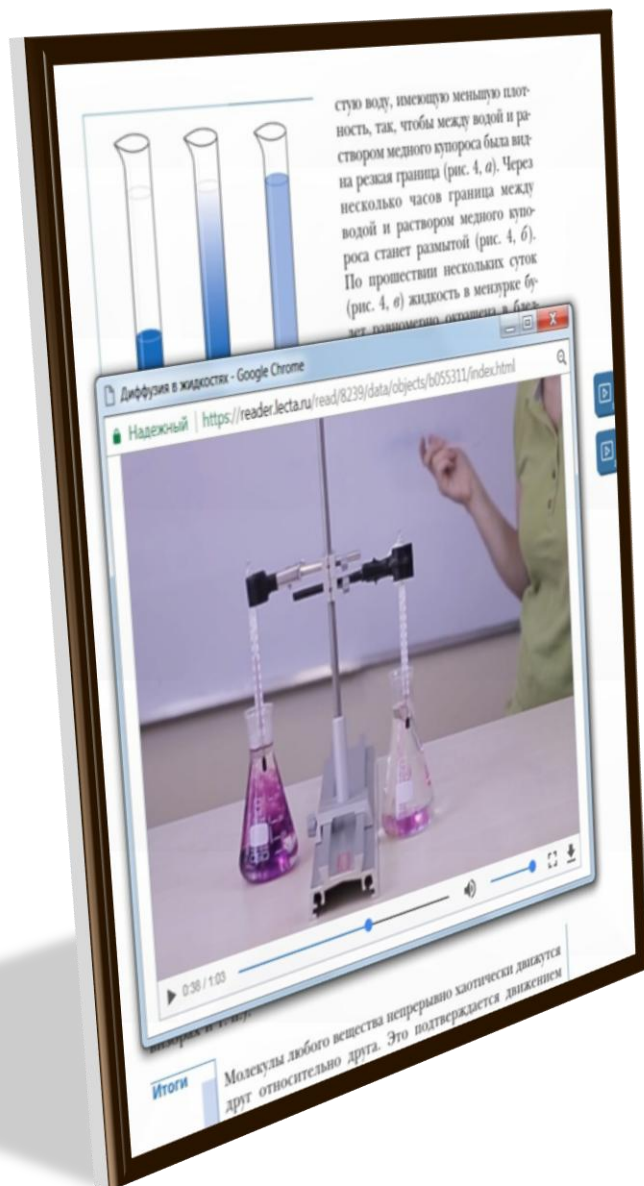 стую воду, имеющую меньшую плот-
ность, так, чтобы между водой и ра-
створом медного купороса была вид-
на резкая граница (рис. 4, а). Через
несколько часов граница между
водой и раствором медного купо-
роса станет размытой (рис. 4, б).
По прошествии нескольких суток
(рис. 4, в) жидкость в мензурке бу-
дет равномерно окрашена в
Диффузия в жидкостях - Google Chrome
Надежный | https://reader.lecta.ru/read/8239/data/objects/b055311/index.html
0:38 / 1:03
Итоги
Молекулы любого вещества непрерывно хаотически движутся
друг относительно друга. Это подтверждается движением